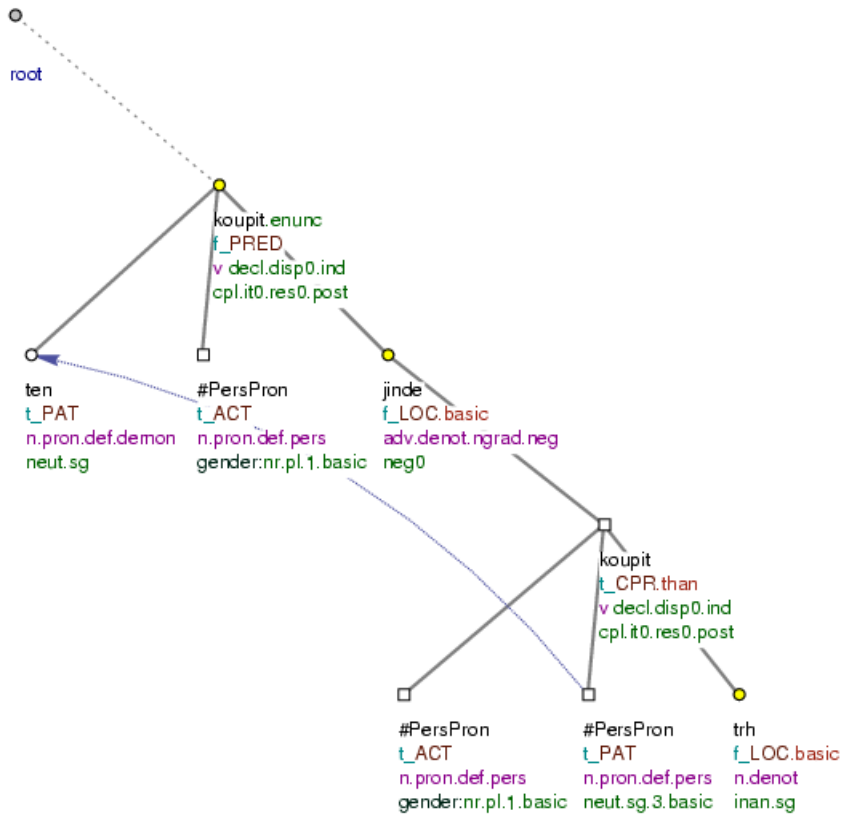 root
koupit.enunc
f_PRED
v decl.disp0.ind
cpl.it0.res0.post
ten
t_PAT
n.pron.def.demon
neut.sg
#PersPron
t_ACT
n.pron.def.pers
gender:nr.pl.1.basic
jinde
f_LOC.basic
adv.denot.ngrad.neg
neg0
koupit
t_CPR.than
v decl.disp0.ind
cpl.it0.res0.post
#PersPron
t_ACT
n.pron.def.pers
gender:nr.pl.1.basic
#PersPron
t_PAT
n.pron.def.pers
neut.sg.3.basic
trh
f_LOC.basic
n.denot
inan.sg